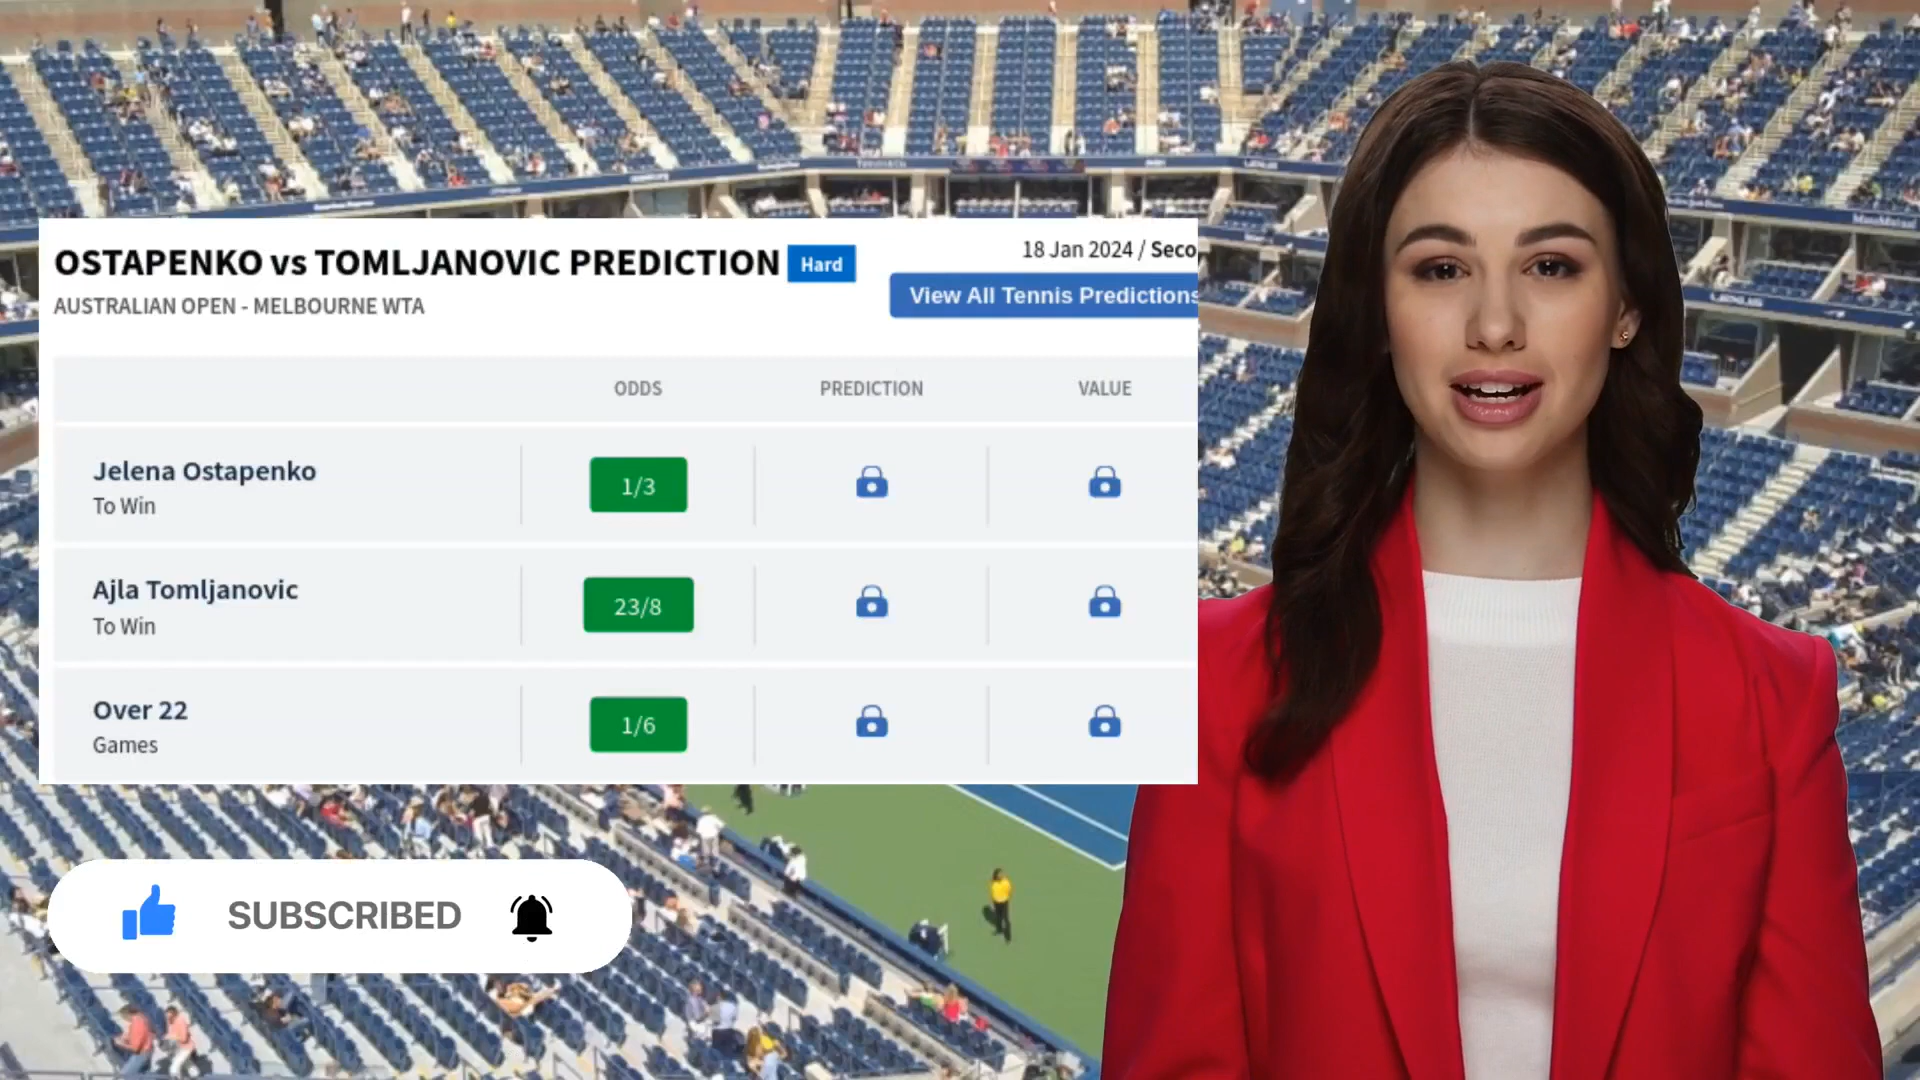 OSTAPENKO vs TOMLJANOVIC PREDICTION Hard
18 Jan 2024 / Seco
AUSTRALIAN OPEN - MELBOURNE WTA
View All Tennis Predictions
ODDS PREDICTION VALUE
Jelena Ostapenko
To Win
1/3
Ajla Tomljanovic
To Win
23/8
Over 22
Games
1/6
SUBSCRIBED